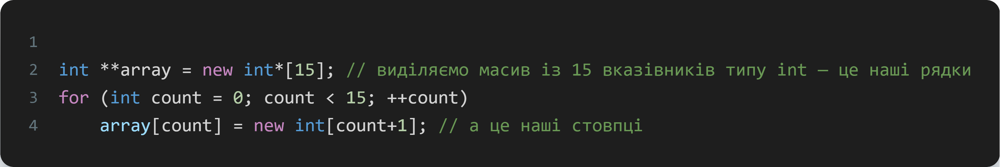 1
2 int **array = new int*[15]; // виділяємо масив із 15 вказівників типу int — це наші рядки
3 for (int count = 0; count < 15; ++count)
4     array[count] = new int[count+1]; // а це наші стовпці